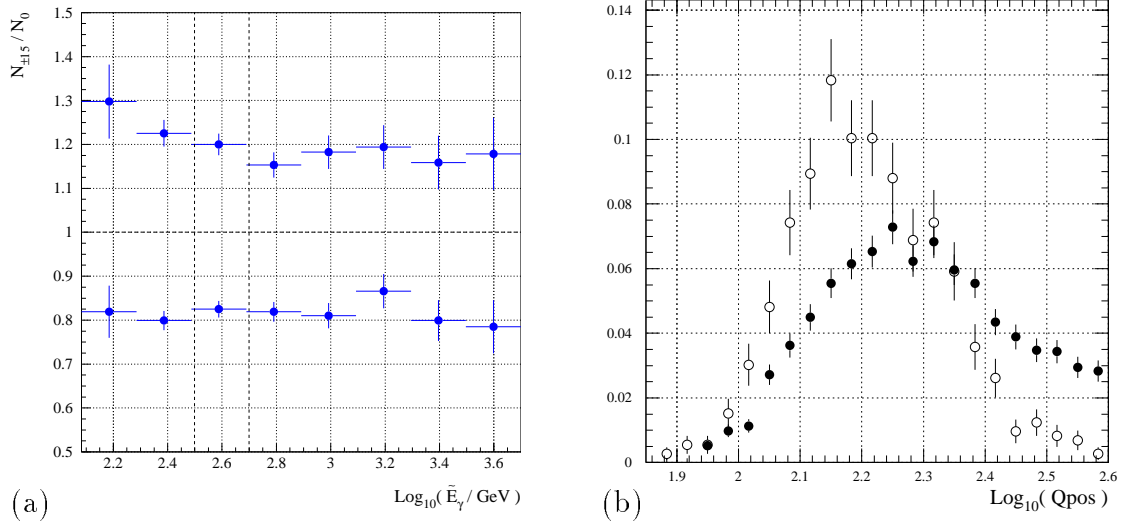 N±15 / N0
1.5
1.4
1.3
1.2
1.1
1
0.9
0.8
0.7
0.6
0.5
2.2 2.4 2.6 2.8 3 3.2 3.4 3.6
(a)
Log10( Ẽγ / GeV )
0.14
0.12
0.1
0.08
0.06
0.04
0.02
0
1.9 2 2.1 2.2 2.3 2.4 2.5 2.6
(b)
Log10( Qpos )